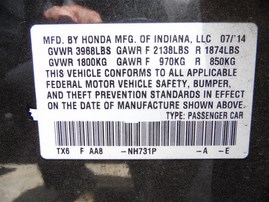 MFD. BY HONDA MFG. OF INDIANA, LLC 07/'14
GVWR 3968LBS GAWR F 2138LBS R 1874LBS
GVWR 1800KG GAWR F 970KG R 850KG
THIS VEHICLE CONFORMS TO ALL APPLICABLE
FEDERAL MOTOR VEHICLE SAFETY, BUMPER,
AND THEFT PREVENTION STANDARDS IN EFFECT
ON THE DATE OF MANUFACTURE SHOWN ABOVE.
TYPE: PASSENGER CAR
TX6 F AA8 -NH731P -A -E